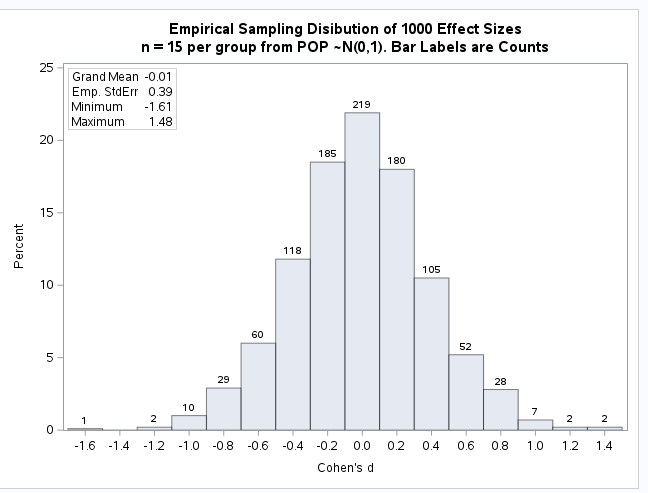 Empirical Sampling Disibution of 1000 Effect Sizes
n = 15 per group from POP ~N(0,1). Bar Labels are Counts
25
Grand Mean -0.01
Emp. StdErr 0.39
Minimum -1.61
Maximum 1.48
219
20
185
180
15
Percent
118
105
10
60
52
5
29
28
10
7
1
2
2
2
0
-1.6 -1.4 -1.2 -1.0 -0.8 -0.6 -0.4 -0.2 0.0 0.2 0.4 0.6 0.8 1.0 1.2 1.4
Cohen's d